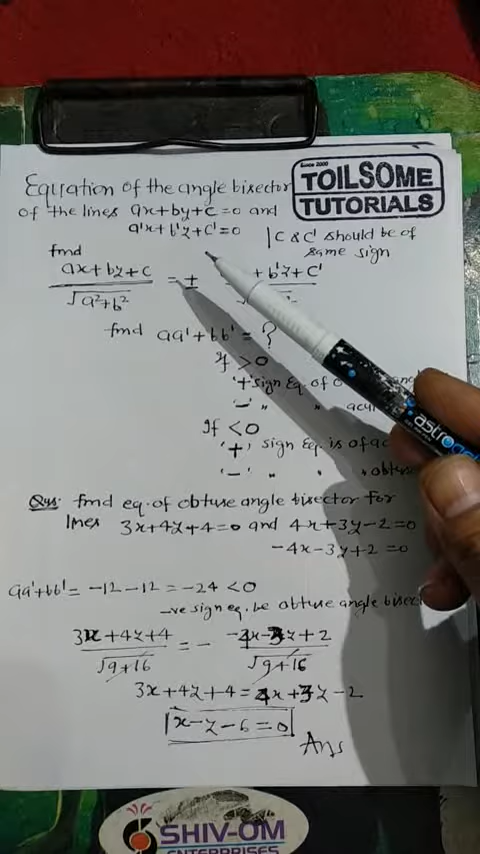 Since 2000
TOILSOME
TUTORIALS
Equation of the angle bisector
of the lines ax+by+c=0 and
a'x+b'y+c'=0
| C & C' should be of
same sign
find
ax+by+c / √a²+b² = ± + b'y+c' / √
find aa'+bb' = ?
If >0
'+' sign Eq. of
'-' " "
If <0
'+' sign Eq. is of
'-' " " " obtuse
Ques: find eq. of obtuse angle bisector for
lines 3x+4y+4=0 and 4x+3y-2=0
-4x-3y+2=0
aa'+bb' = -12-12 = -24 <0
-ve sign eq. be obtuse angle
3x+4y+4 / √9+16 = - -4x-3y+2 / √9+16
3x+4y+4 = 4x+3y-2
x-y-6=0
Ans
astro
SHIV-OM
ENTERPRISES